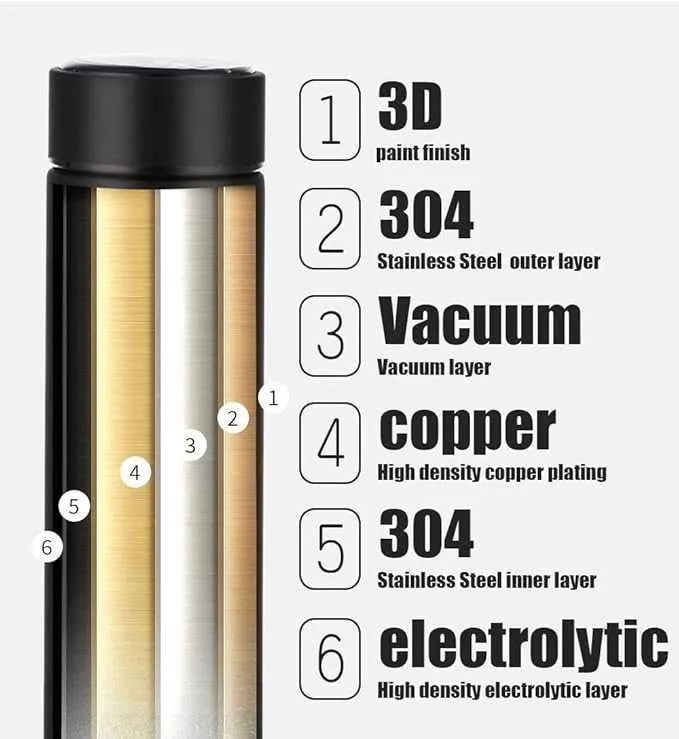 1
3D
paint finish
2
304
Stainless Steel outer layer
3
Vacuum
Vacuum layer
4
copper
High density copper plating
5
304
Stainless Steel inner layer
6
electrolytic
High density electrolytic layer
1
2
3
4
5
6